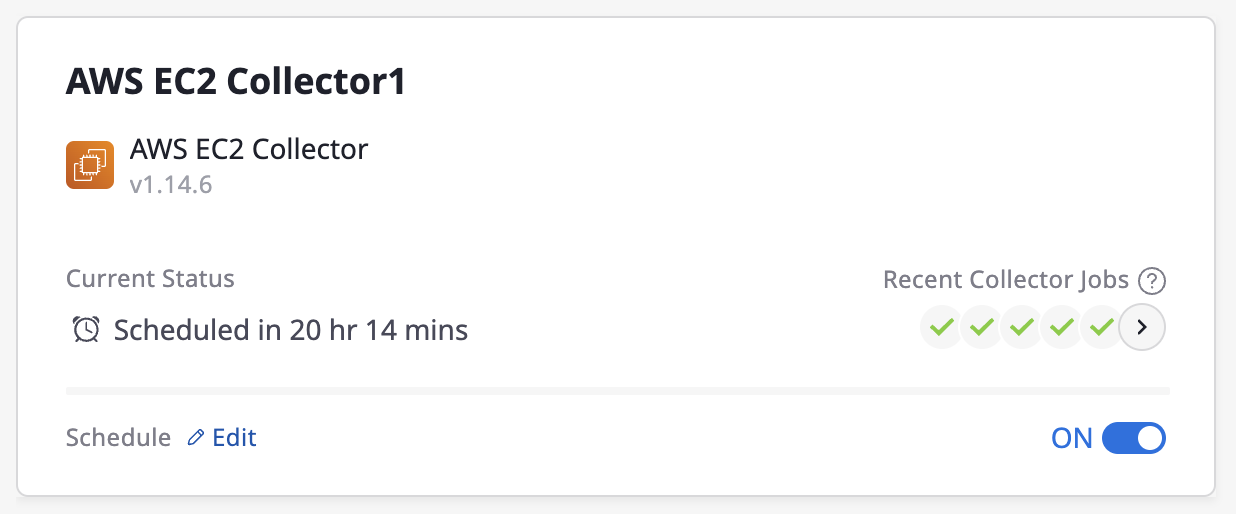 AWS EC2 Collector1
AWS EC2 Collector
v1.14.6
Current Status
Scheduled in 20 hr 14 mins
Recent Collector Jobs ?
Schedule Edit
ON